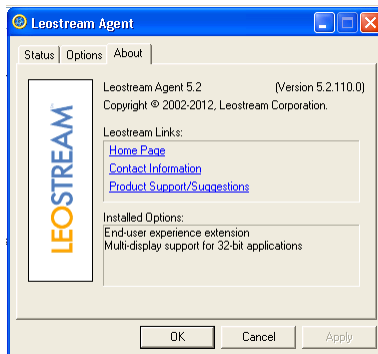 Leostream Agent
Status Options About
Leostream Agent 5.2 (Version 5.2.110.0)
Copyright © 2002-2012, Leostream Corporation.
LEOSTREAM
Leostream Links:
Home Page
Contact Information
Product Support/Suggestions
Installed Options:
End-user experience extension
Multi-display support for 32-bit applications
OK Cancel Apply